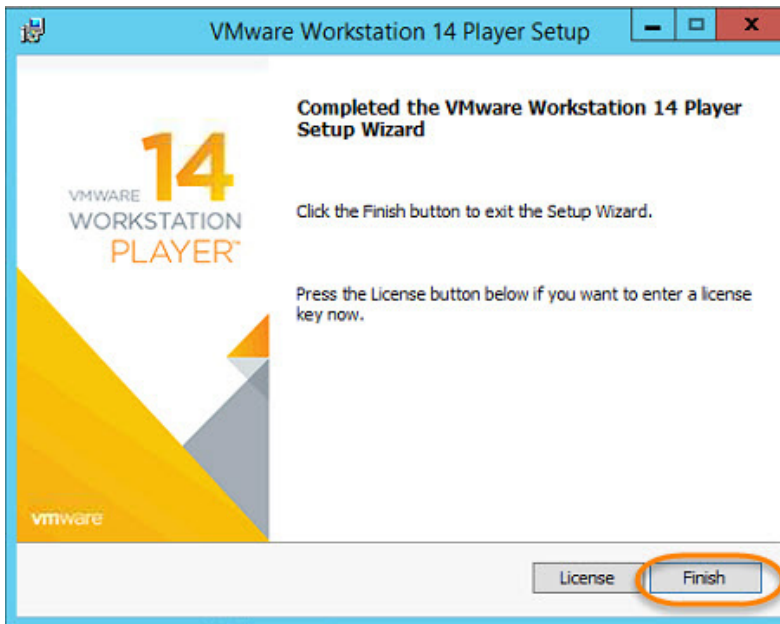 VMware Workstation 14 Player Setup
Completed the VMware Workstation 14 Player
Setup Wizard
14
VMWARE
WORKSTATION
PLAYER™
Click the Finish button to exit the Setup Wizard.
Press the License button below if you want to enter a license
key now.
vmware
License
Finish